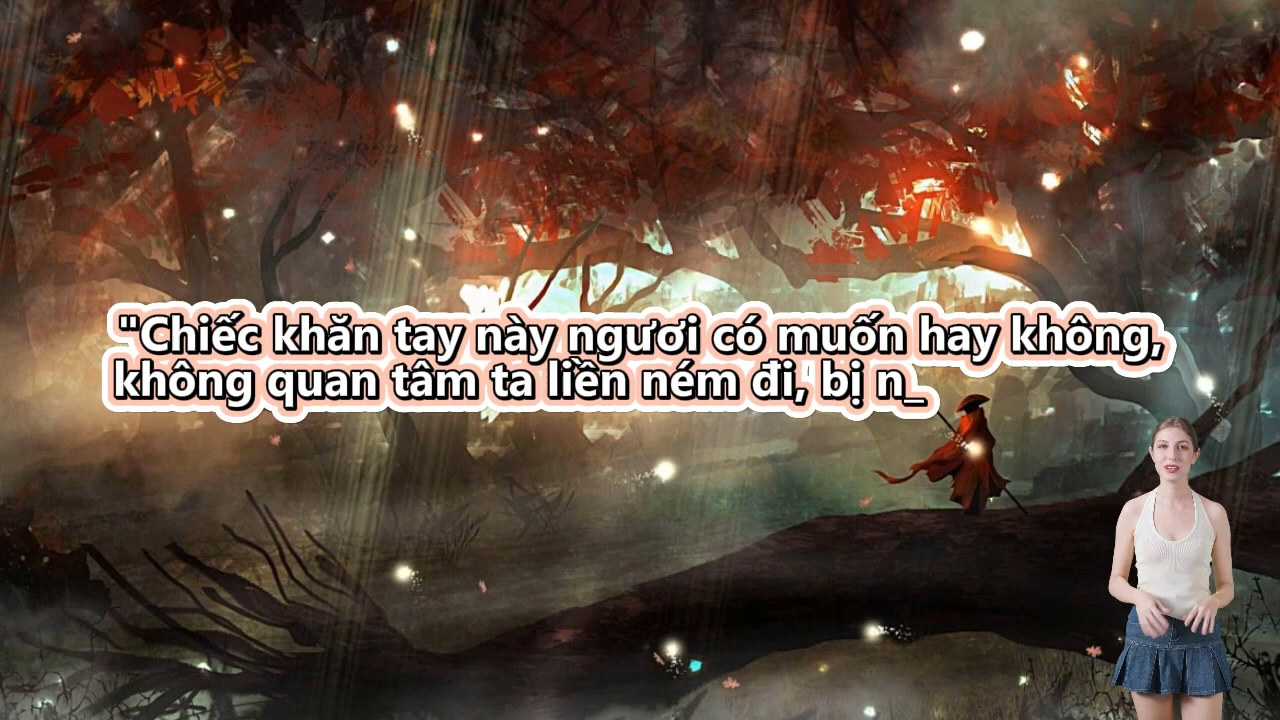 "Chiếc khăn tay này ngươi có muốn hay không,
không quan tâm ta liền ném đi, bị n_